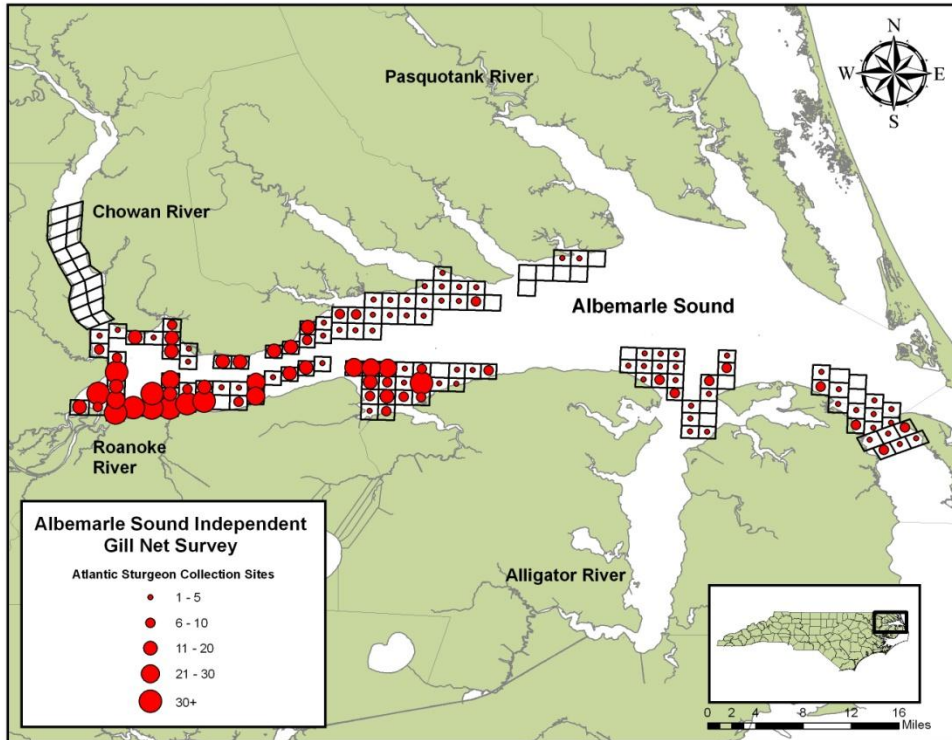 Pasquotank River
N
W E
S
Chowan River
Albemarle Sound
Roanoke
River
Alligator River
Albemarle Sound Independent
Gill Net Survey
Atlantic Sturgeon Collection Sites
1 - 5
6 - 10
11 - 20
21 - 30
30+
0 2 4 8 12 16
Miles